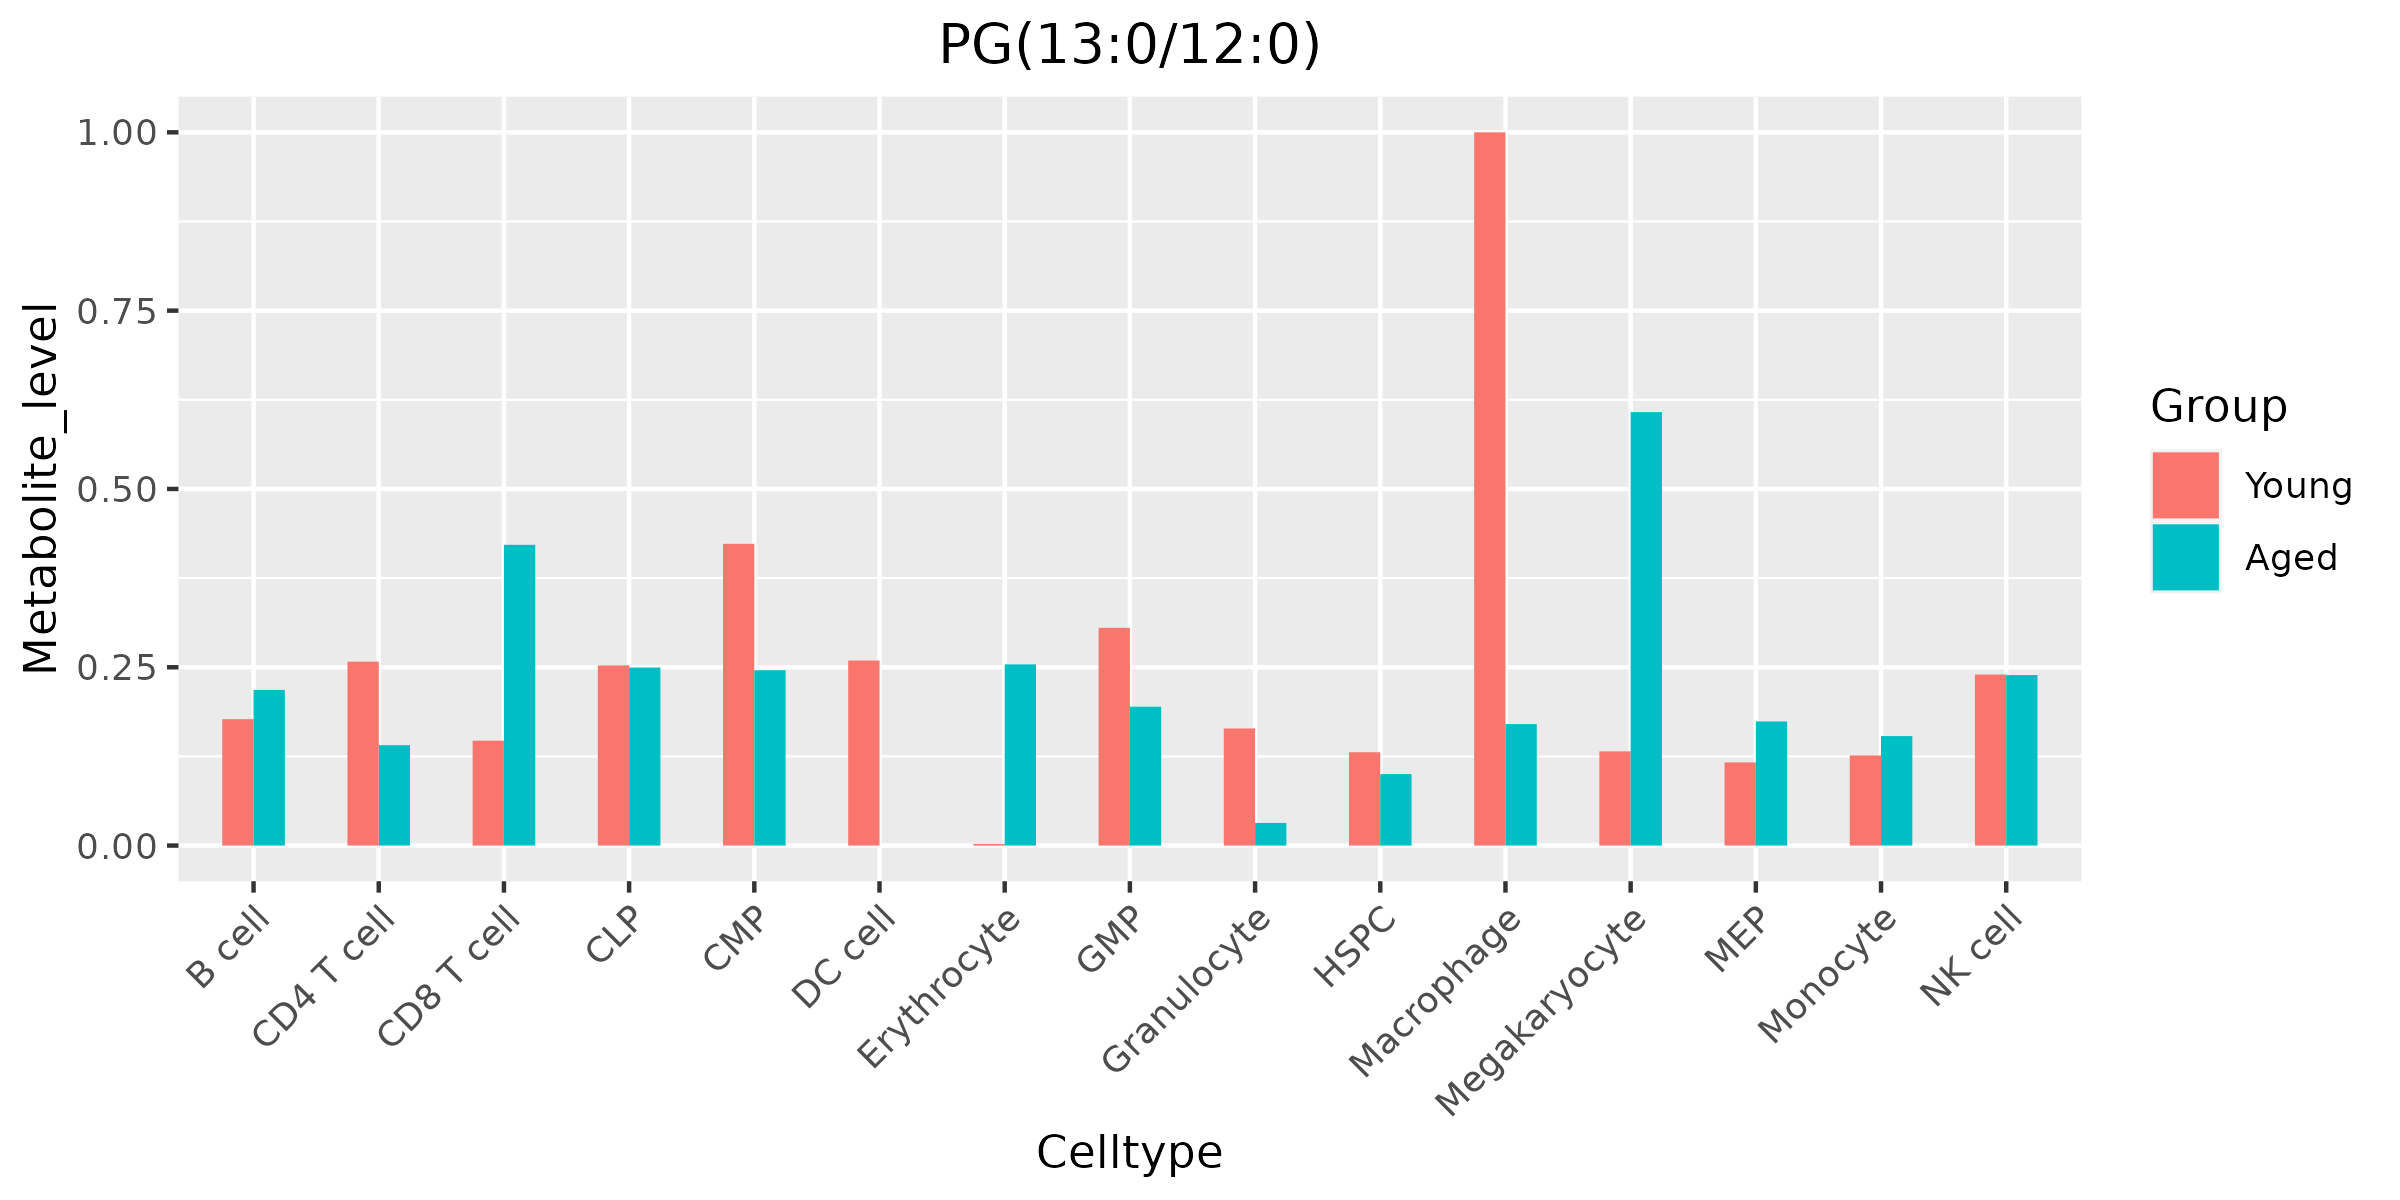 PG(13:0/12:0)
Metabolite_level
1.00
0.75
0.50
0.25
0.00
B cell
CD4 T cell
CD8 T cell
CLP
CMP
DC cell
Erythrocyte
GMP
Granulocyte
HSPC
Macrophage
Megakaryocyte
MEP
Monocyte
NK cell
Celltype
Group
Young
Aged